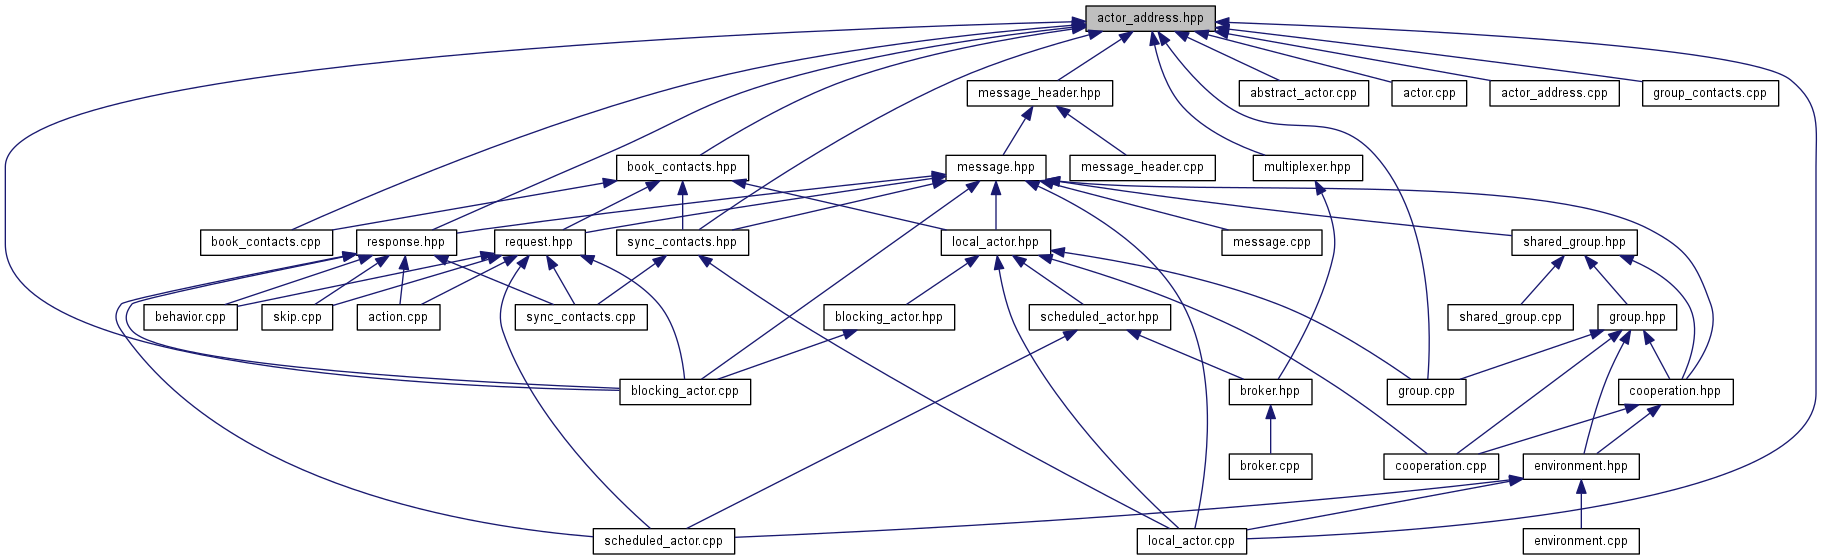 actor_address.hpp
message_header.hpp
abstract_actor.cpp
actor.cpp
actor_address.cpp
group_contacts.cpp
book_contacts.hpp
message.hpp
message_header.cpp
multiplexer.hpp
book_contacts.cpp
response.hpp
request.hpp
sync_contacts.hpp
local_actor.hpp
message.cpp
shared_group.hpp
behavior.cpp
skip.cpp
action.cpp
sync_contacts.cpp
blocking_actor.hpp
scheduled_actor.hpp
shared_group.cpp
group.hpp
blocking_actor.cpp
broker.hpp
group.cpp
cooperation.hpp
broker.cpp
cooperation.cpp
environment.hpp
scheduled_actor.cpp
local_actor.cpp
environment.cpp